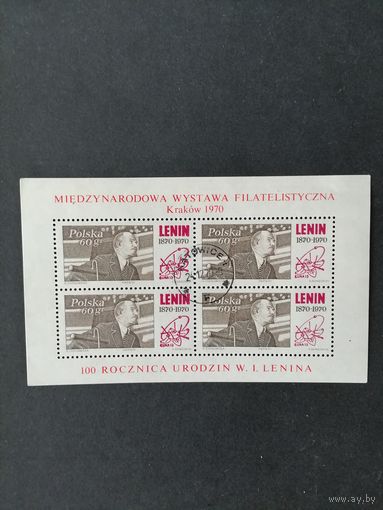 MIĘDZYNARODOWA WYSTAWA FILATELISTYCZNA
Kraków 1970
Polska
60 gr
LENIN
1870-1970
Polska
60 gr
LENIN
1870-1970
KATOWICE
Polska
60 gr
LENIN
1870-1970
Polska
60 gr
LENIN
1870-1970
100 ROCZNICA URODZIN W. I. LENINA
www.ay.by